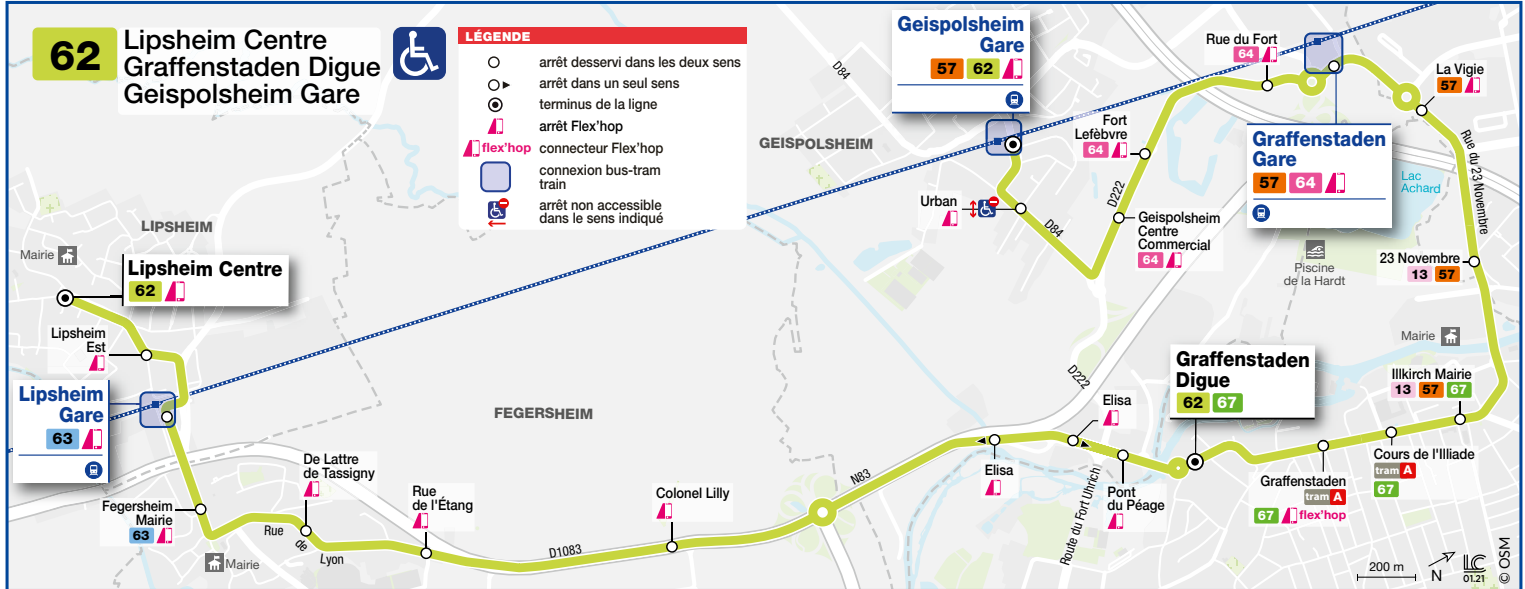 62
Lipsheim Centre
Graffenstaden Digue
Geispolsheim Gare
LÉGENDE
arrêt desservi dans les deux sens
arrêt dans un seul sens
terminus de la ligne
arrêt Flex'hop
flex'hop connecteur Flex'hop
connexion bus-tram
train
arrêt non accessible
dans le sens indiqué
D84
GEISPOLSHEIM
LIPSHEIM
FEGERSHEIM
Mairie
Lipsheim Centre
62
Lipsheim
Est
Lipsheim
Gare
63
Fegersheim
Mairie
63
Mairie
Rue
de
Lyon
De Lattre
de Tassigny
Rue
de l'Étang
D1083
Colonel Lilly
N83
Elisa
Elisa
D222
Route du Fort Uhrich
Pont
du Péage
Graffenstaden
Digue
62 67
Graffenstaden
tram A
67 flex'hop
Cours de l'Illiade
tram A
67
Illkirch Mairie
13 57 67
Mairie
23 Novembre
13 57
Rue du 23 Novembre
La Vigie
57
Lac
Achard
Piscine
de la Hardt
Graffenstaden
Gare
57 64
Rue du Fort
64
Fort
Lefèbvre
64
D222
Geispolsheim
Centre
Commercial
64
D84
Urban
Geispolsheim
Gare
57 62
200 m
N
LC
01.21
© OSM